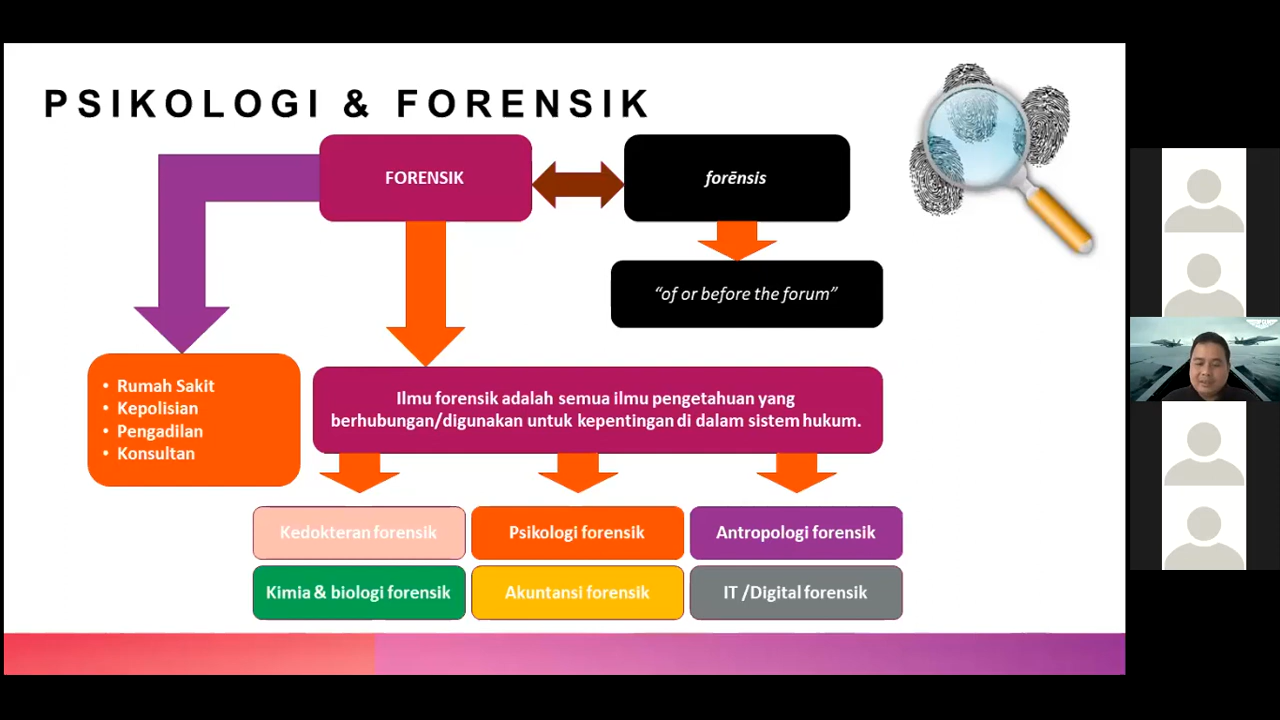 PSIKOLOGI & FORENSIK
FORENSIK
forēnsis
“of or before the forum”
• Rumah Sakit
• Kepolisian
• Pengadilan
• Konsultan
Ilmu forensik adalah semua ilmu pengetahuan yang
berhubungan/digunakan untuk kepentingan di dalam sistem hukum.
Kedokteran forensik
Psikologi forensik
Antropologi forensik
Kimia & biologi forensik
Akuntansi forensik
IT /Digital forensik